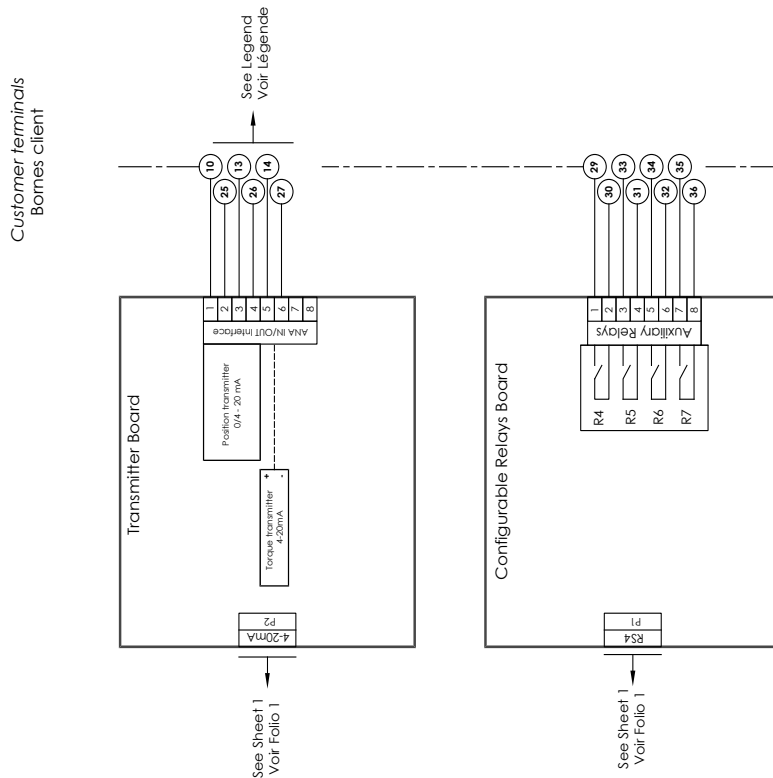 Customer terminals
Bornes client
See Legend
Voir Légende
10
25
13
26
14
27
1
2
3
4
5
6
7
8
ANA IN/OUT Interface
Position transmitter
0/4 - 20 mA
Torque transmitter
4-20mA
+
-
Transmitter Board
P2
4-20mA
See Sheet 1
Voir Folio 1
29
30
33
31
34
32
35
36
1
2
3
4
5
6
7
8
Auxiliary Relays
R4
R5
R6
R7
Configurable Relays Board
P1
RS4
See Sheet 1
Voir Folio 1